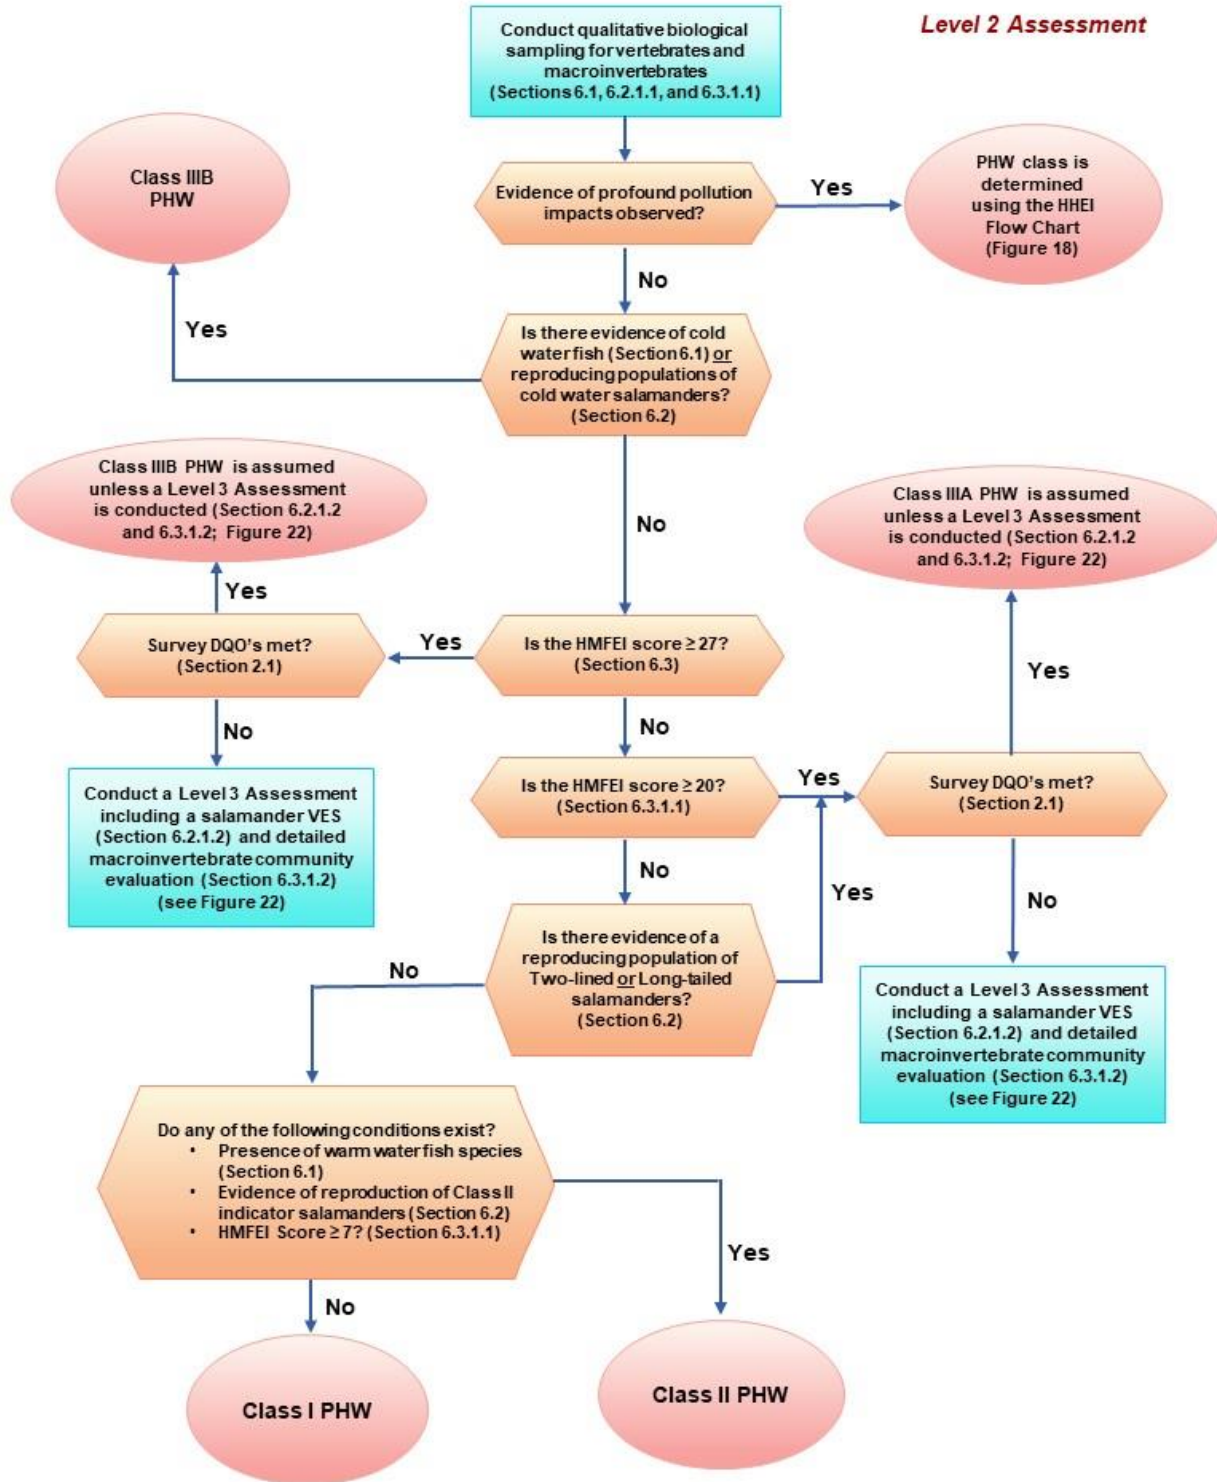 Level 2 Assessment
Conduct qualitative biological
sampling for vertebrates and
macroinvertebrates
(Sections 6.1, 6.2.1.1, and 6.3.1.1)
Class IIIB
PHW
Evidence of profound pollution
impacts observed?
Yes
PHW class is
determined
using the HHEI
Flow Chart
(Figure 18)
No
Yes
Is there evidence of cold
water fish (Section 6.1) or
reproducing populations of
cold water salamanders?
(Section 6.2)
Class IIIB PHW is assumed
unless a Level 3 Assessment
is conducted (Section 6.2.1.2
and 6.3.1.2; Figure 22)
No
Class IIIA PHW is assumed
unless a Level 3 Assessment
is conducted (Section 6.2.1.2
and 6.3.1.2; Figure 22)
Yes
Survey DQO's met?
(Section 2.1)
Yes
Is the HMFEI score ≥ 27?
(Section 6.3)
Yes
No
No
Conduct a Level 3 Assessment
including a salamander VES
(Section 6.2.1.2) and detailed
macroinvertebrate community
evaluation (Section 6.3.1.2)
(see Figure 22)
Is the HMFEI score ≥ 20?
(Section 6.3.1.1)
Yes
Survey DQO's met?
(Section 2.1)
No
Yes
No
Is there evidence of a
reproducing population of
Two-lined or Long-tailed
salamanders?
(Section 6.2)
No
Conduct a Level 3 Assessment
including a salamander VES
(Section 6.2.1.2) and detailed
macroinvertebrate community
evaluation (Section 6.3.1.2)
(see Figure 22)
Do any of the following conditions exist?
• Presence of warm water fish species
(Section 6.1)
• Evidence of reproduction of Class II
indicator salamanders (Section 6.2)
• HMFEI Score ≥ 7? (Section 6.3.1.1)
Yes
No
Class I PHW
Class II PHW